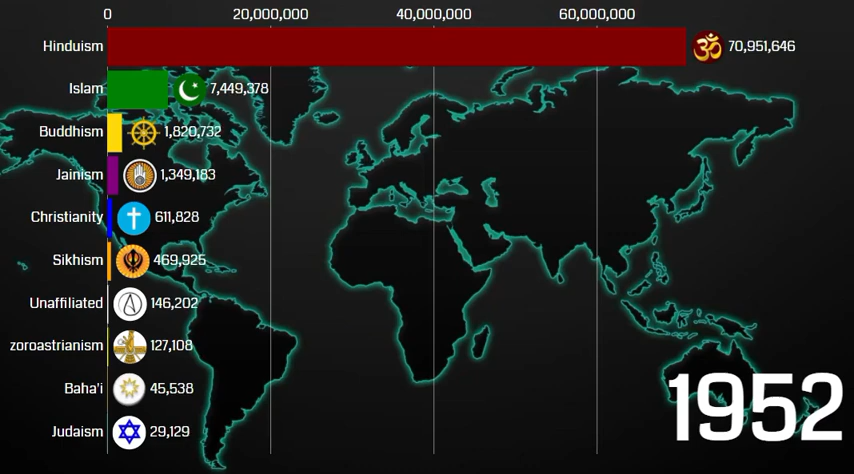 0 20,000,000 40,000,000 60,000,000
Hinduism 70,951,646
Islam 7,449,378
Buddhism 1,820,732
Jainism 1,349,183
Christianity 611,828
Sikhism 469,925
Unaffiliated 146,202
zoroastrianism 127,108
Baha'i 45,538
Judaism 29,129
1952